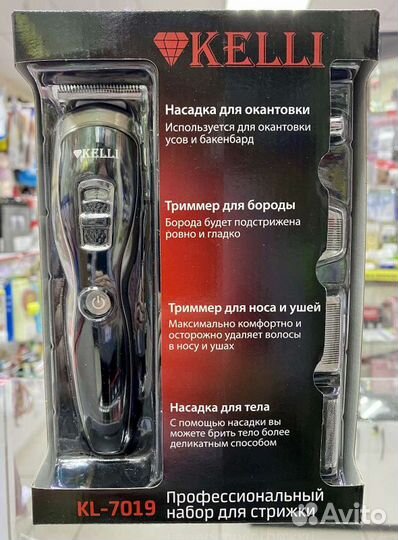 KELLI
KELLI
Насадка для окантовки
Используется для окантовки
усов и бакенбард
Триммер для бороды
Борода будет подстрижена
ровно и гладко
Триммер для носа и ушей
Максимально комфортно и
осторожно удаляет волосы
в носу и ушах
Насадка для тела
С помощью насадки вы
можете брить тело более
деликатным способом
KL-7019
Профессиональный
набор для стрижки
Avito